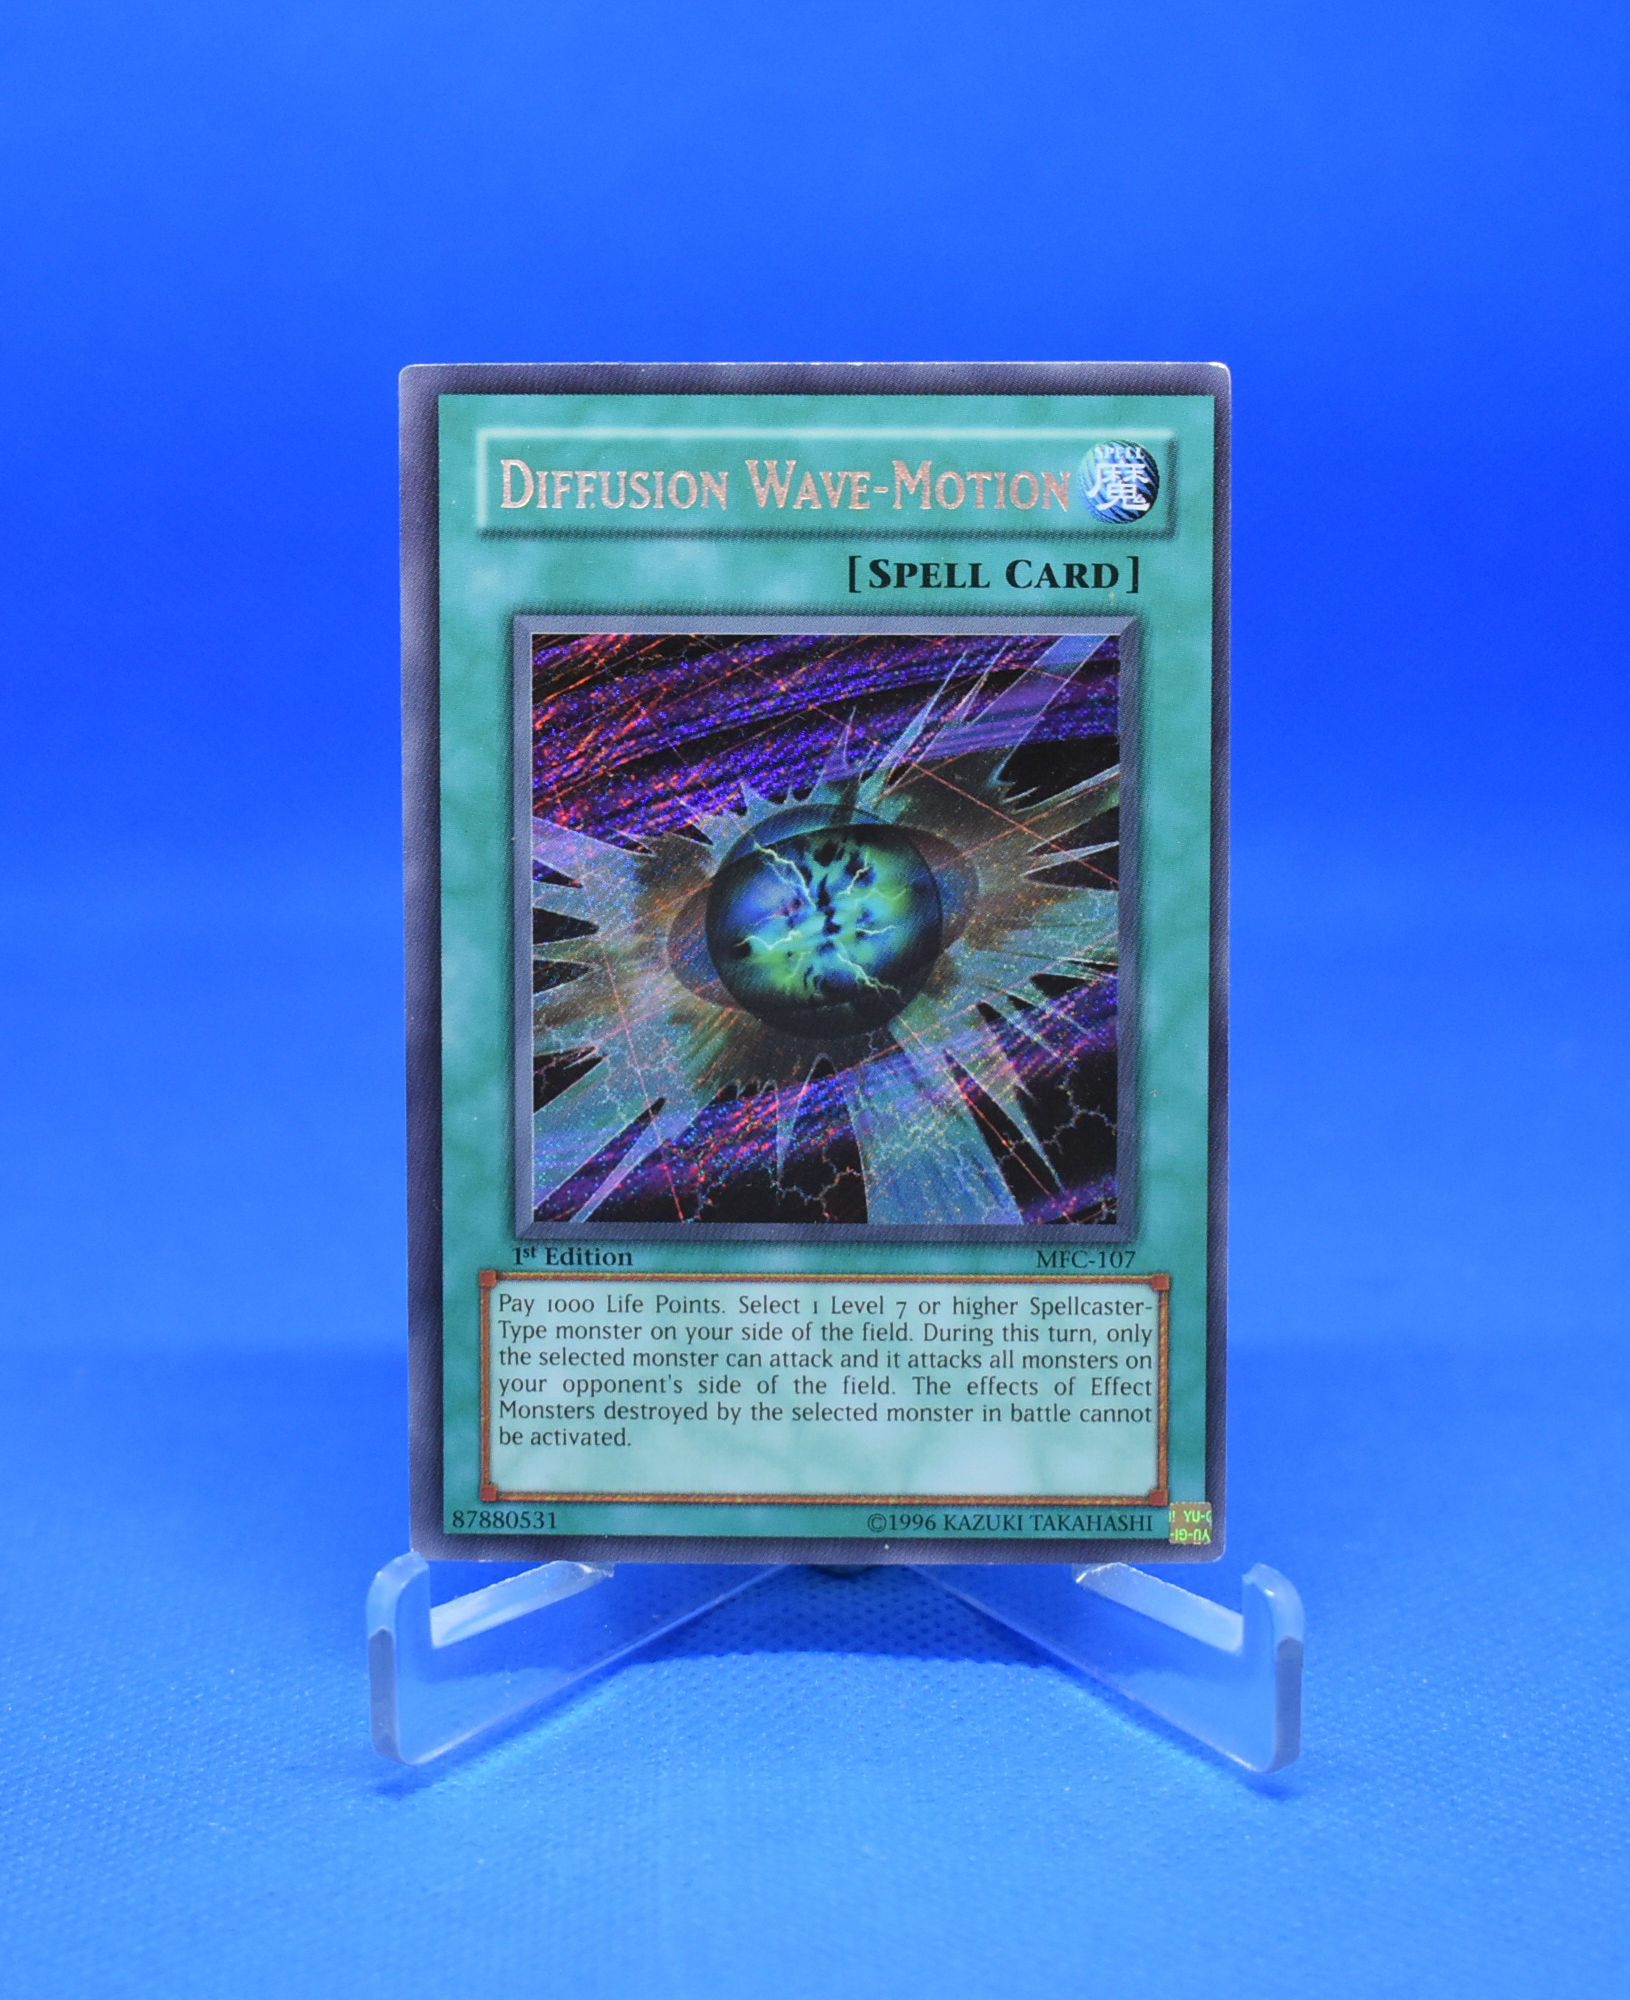 DIFFUSION WAVE-MOTION
SPELL
魔
[SPELL CARD]
1st Edition
MFC-107
Pay 1000 Life Points. Select 1 Level 7 or higher Spellcaster-
Type monster on your side of the field. During this turn, only
the selected monster can attack and it attacks all monsters on
your opponent's side of the field. The effects of Effect
Monsters destroyed by the selected monster in battle cannot
be activated.
87880531
©1996 KAZUKI TAKAHASHI